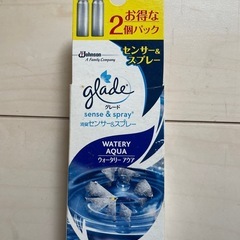 お得な
2個パック
センサー&
スプレー
Johnson
A Family Company
glade
グレード
sense & spray
消臭センサー&スプレー
WATERY
AQUA
ウォータリー アクア